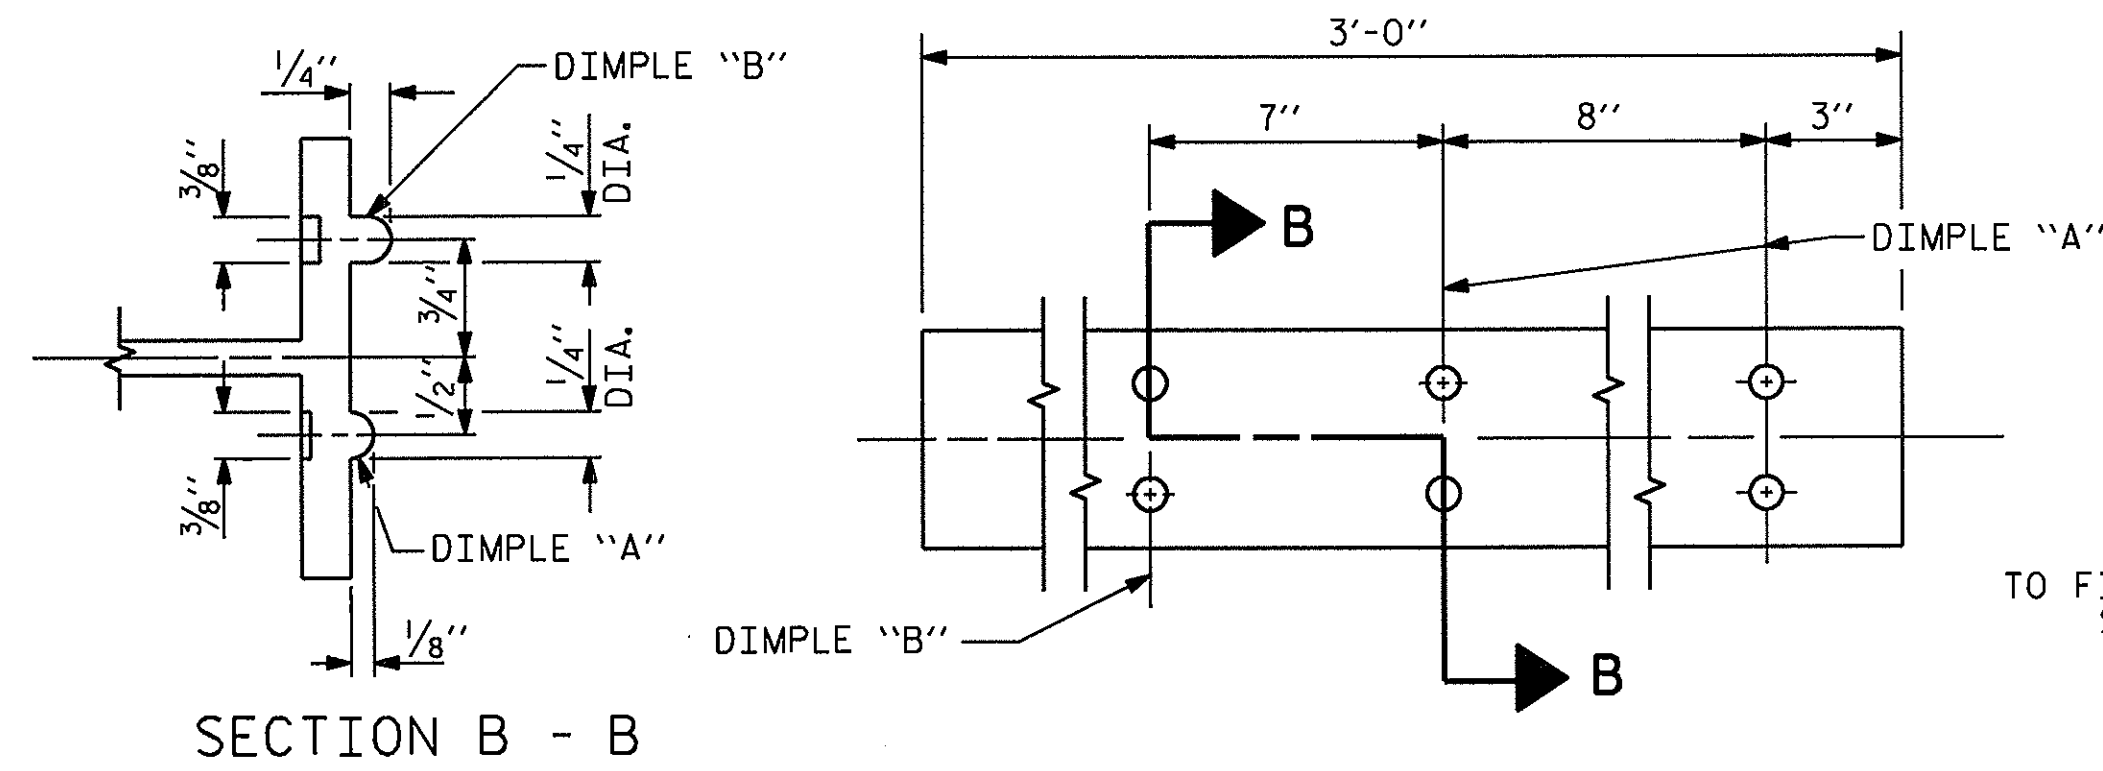 1/4''
DIMPLE ``B''
3/8''
1/4'' DIA.
3/4''
1/2''
1/4'' DIA.
3/8''
DIMPLE ``A''
1/8''
SECTION B - B
3'-0''
7''
8''
3''
B
DIMPLE ``A''
DIMPLE ``B''
B
TO